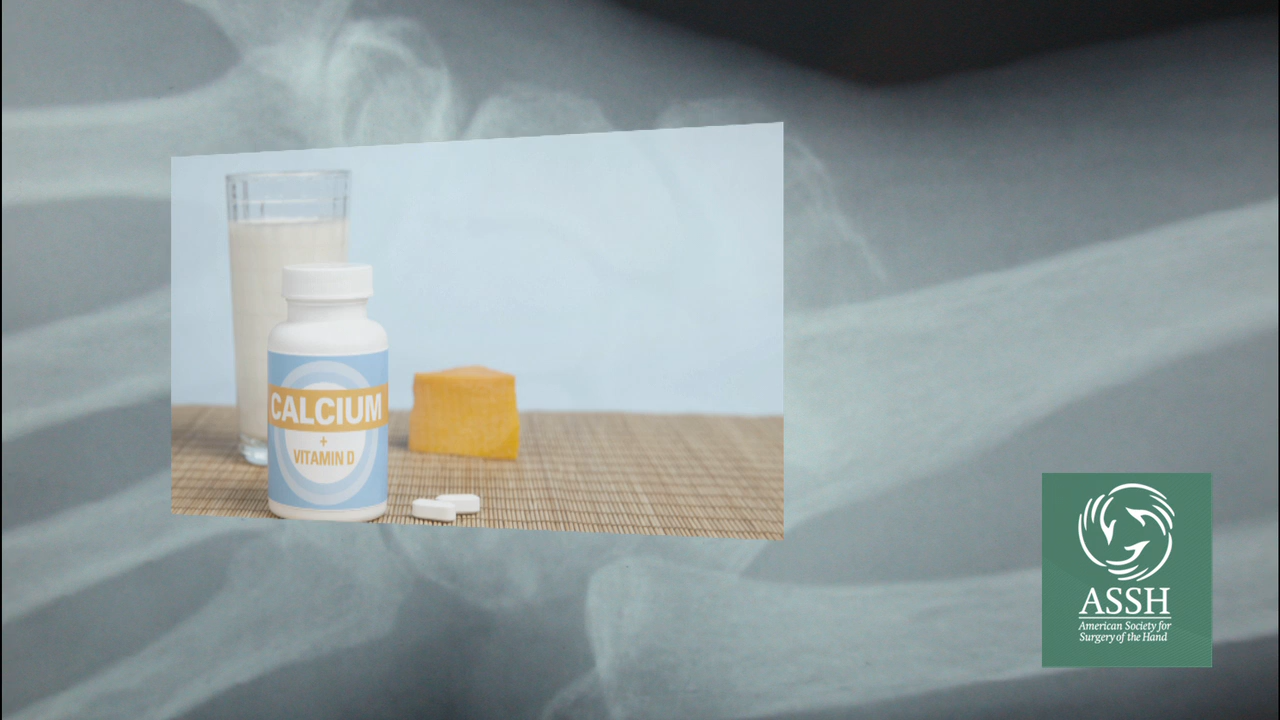 CALCIUM
+
VITAMIN D
ASSH
American Society for
Surgery of the Hand